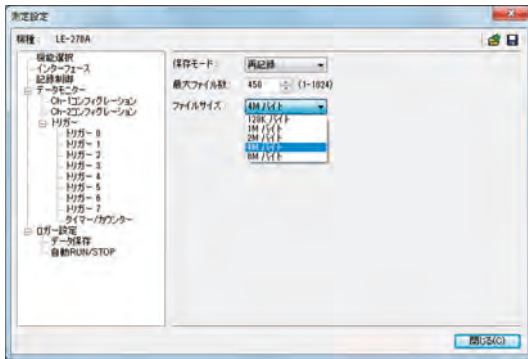 測定設定
機種: LE-270A
機能選択
インターフェース
記録制御
データモニター
Ch-1コンフィグレーション
Ch-2コンフィグレーション
トリガー
トリガー 0
トリガー 1
トリガー 2
トリガー 3
トリガー 4
トリガー 5
トリガー 6
トリガー 7
タイマー/カウンター
ロガー設定
データ保存
自動RUN/STOP
保存モード: 再記録
最大ファイル数: 450 (1-1024)
ファイルサイズ: 4Mバイト
128Kバイト
1Mバイト
2Mバイト
4Mバイト
8Mバイト
閉じる(C)